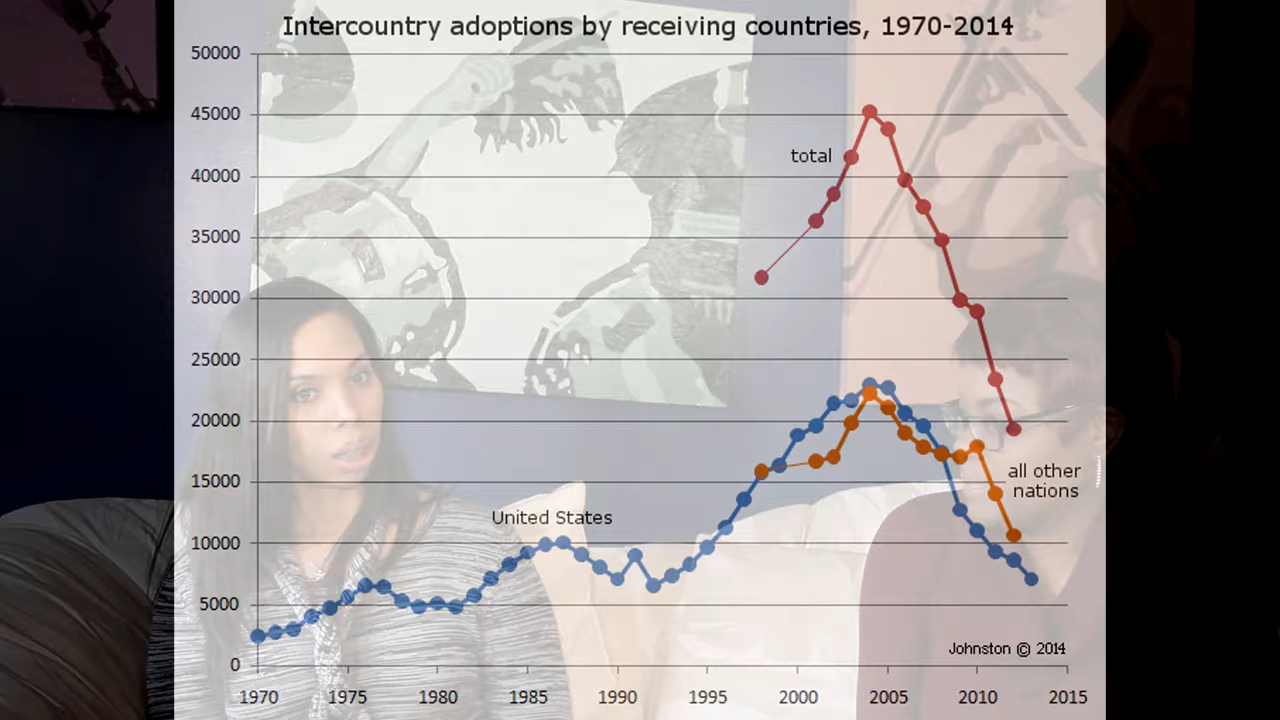 Intercountry adoptions by receiving countries, 1970-2014
50000
45000
total
40000
35000
30000
25000
20000
all other
nations
15000
United States
10000
5000
Johnston © 2014
0
1970 1975 1980 1985 1990 1995 2000 2005 2010 2015